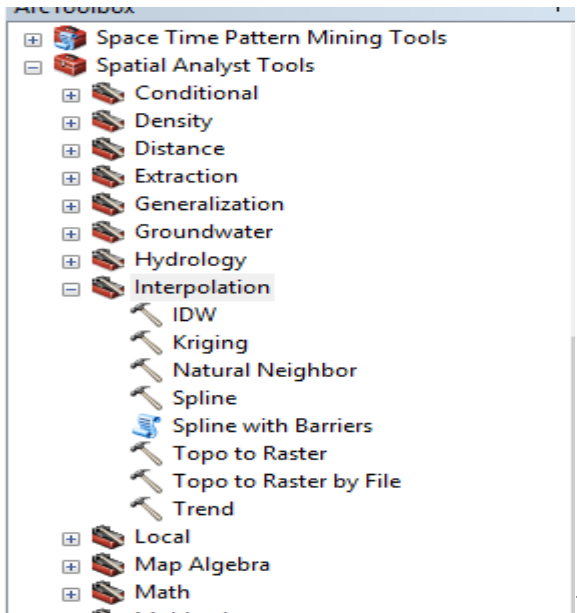 ArcToolbox
Space Time Pattern Mining Tools
Spatial Analyst Tools
Conditional
Density
Distance
Extraction
Generalization
Groundwater
Hydrology
Interpolation
IDW
Kriging
Natural Neighbor
Spline
Spline with Barriers
Topo to Raster
Topo to Raster by File
Trend
Local
Map Algebra
Math